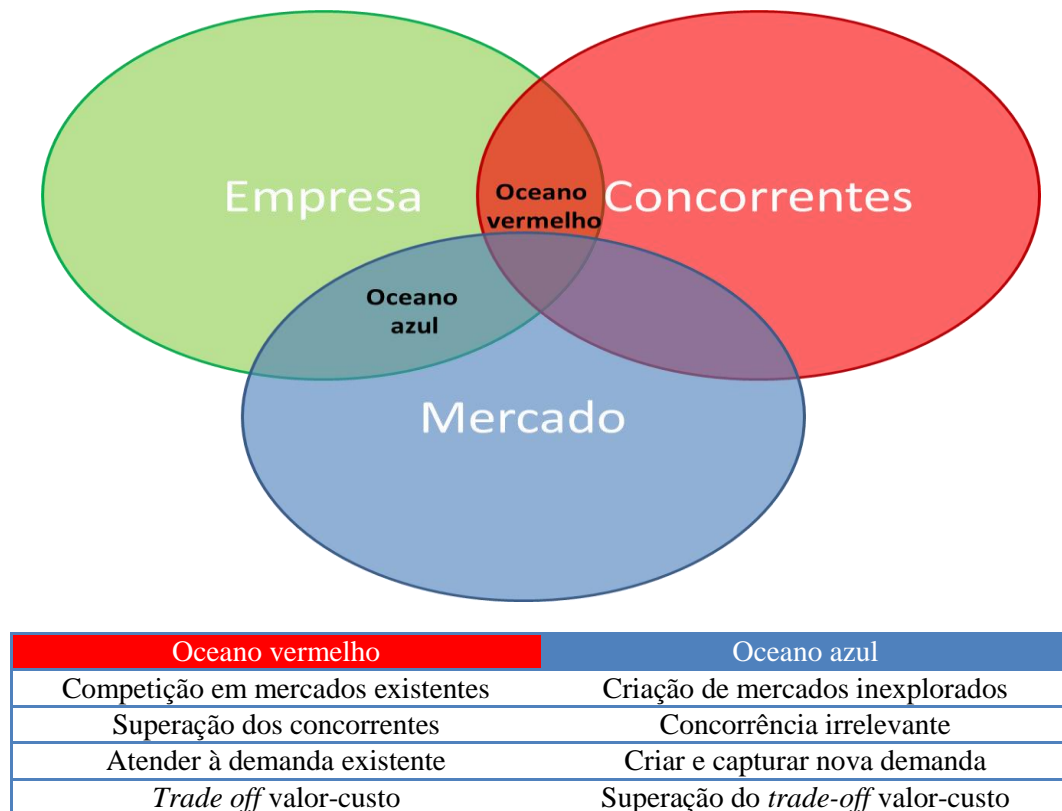 Empresa
Oceano
vermelho
Concorrentes
Oceano
azul
Mercado
Oceano vermelho
Oceano azul
Competição em mercados existentes
Criação de mercados inexplorados
Superação dos concorrentes
Concorrência irrelevante
Atender à demanda existente
Criar e capturar nova demanda
Trade off valor-custo
Superação do trade-off valor-custo